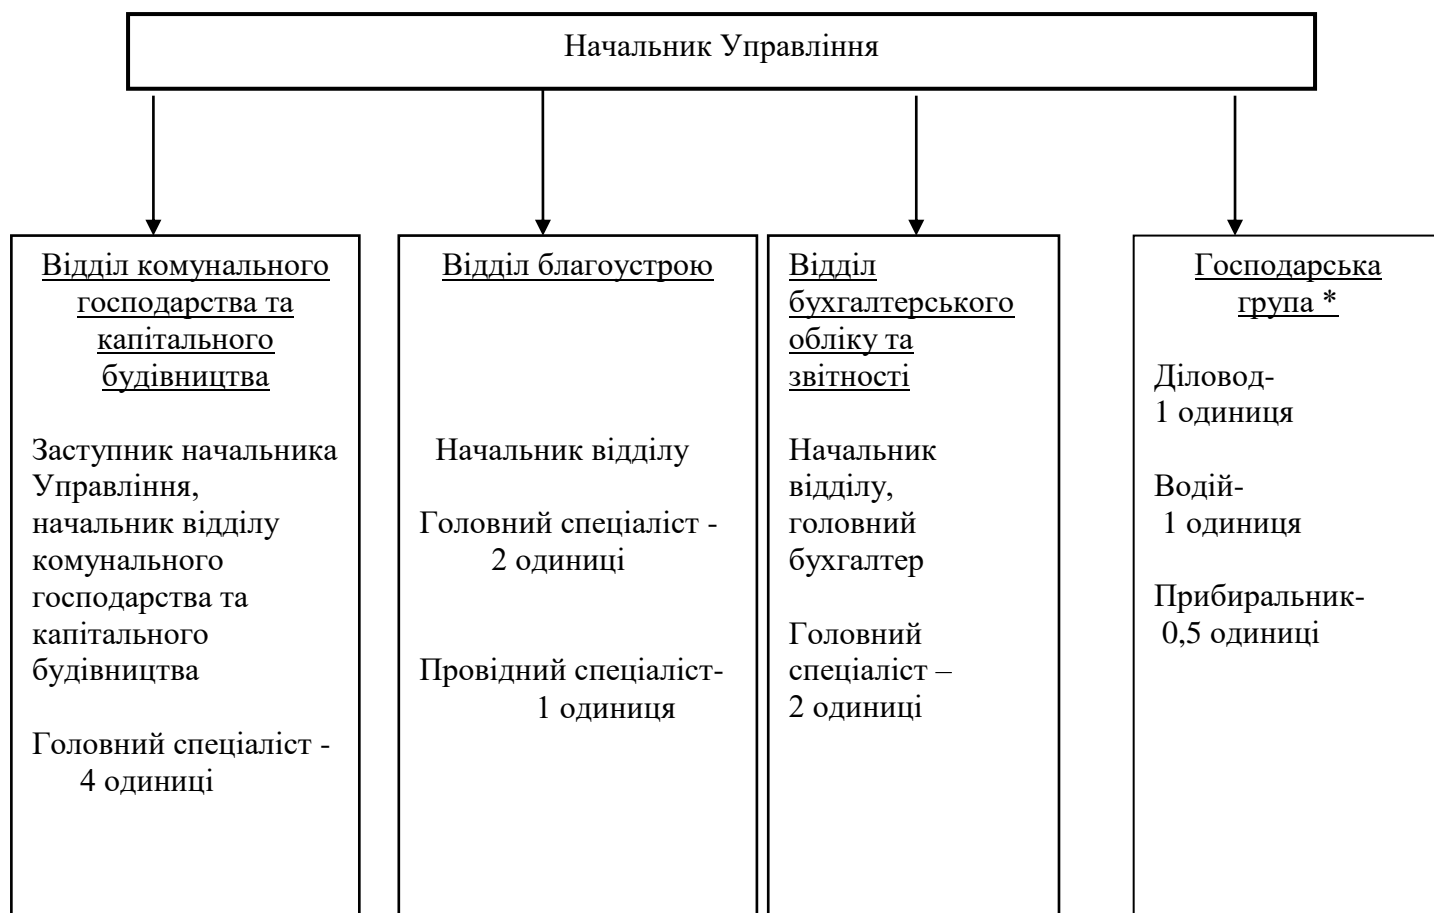 Начальник Управління
Відділ комунального
господарства та
капітального
будівництва
Заступник начальника
Управління,
начальник відділу
комунального
господарства та
капітального
будівництва
Головний спеціаліст -
4 одиниці
Відділ благоустрою
Начальник відділу
Головний спеціаліст -
2 одиниці
Провідний спеціаліст-
1 одиниця
Відділ
бухгалтерського
обліку та
звітності
Начальник
відділу,
головний
бухгалтер
Головний
спеціаліст –
2 одиниці
Господарська
група *
Діловод-
1 одиниця
Водій-
1 одиниця
Прибиральник-
0,5 одиниці